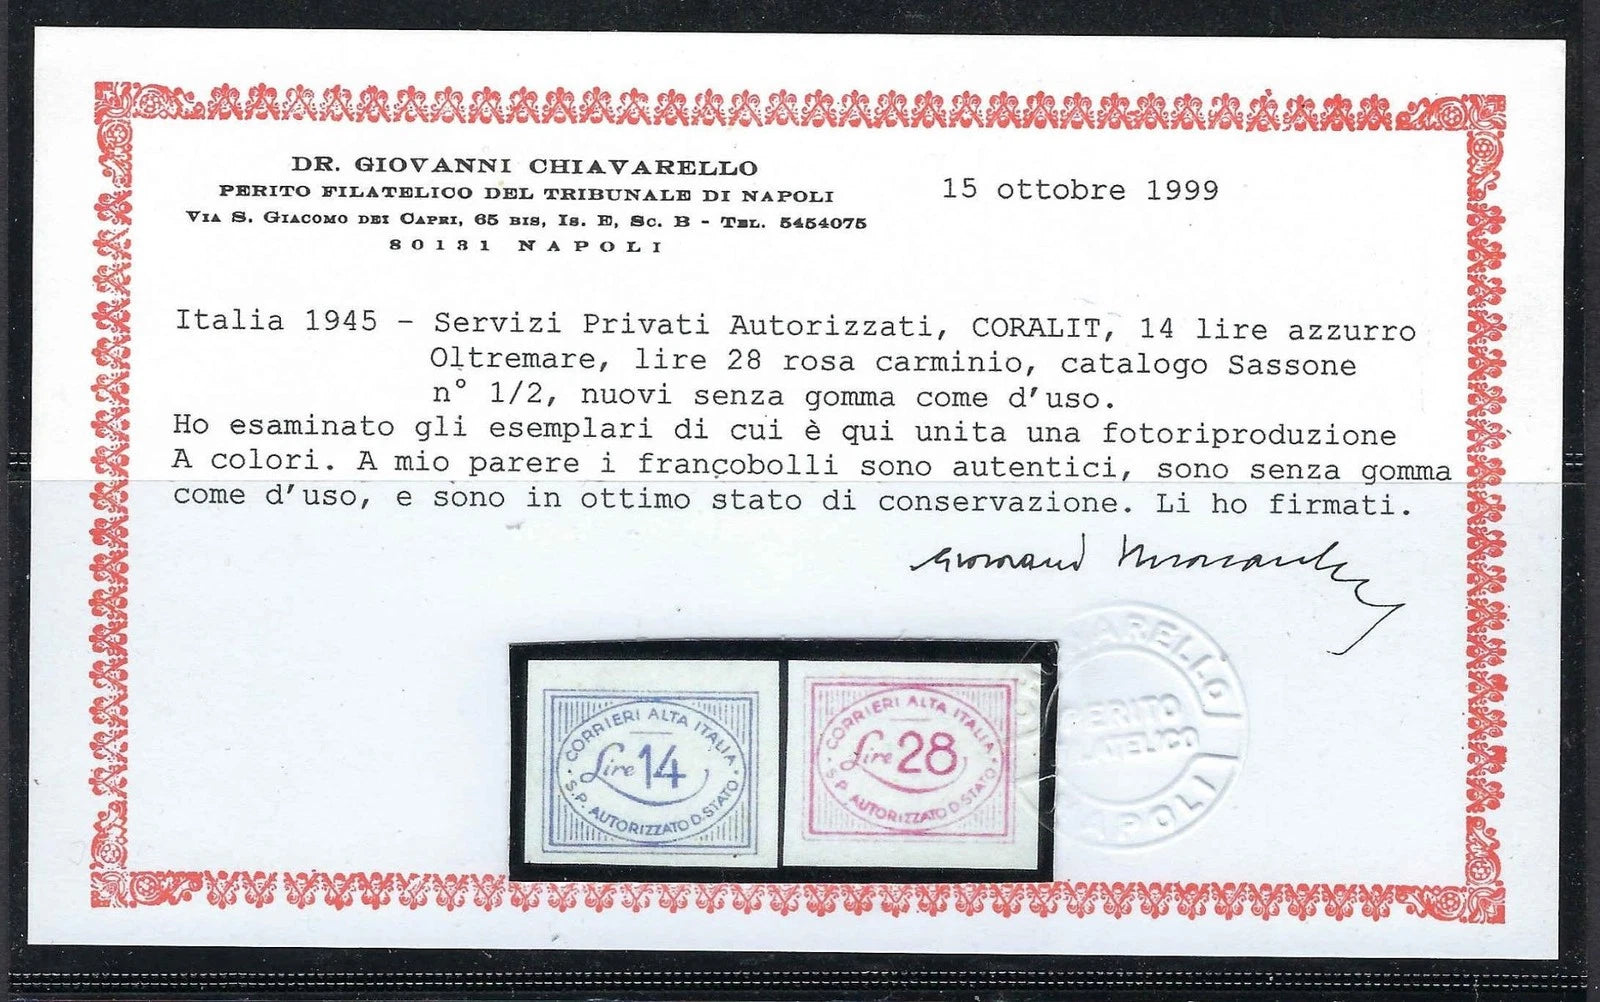 DR. GIOVANNI CHIAVARELLO
PERITO FILATELICO DEL TRIBUNALE DI NAPOLI
VIA S. GIACOMO DEI CAPRI, 65 BIS, IS. E, SC. B - TEL. 5454075
80131 NAPOLI
15 ottobre 1999
Italia 1945 - Servizi Privati Autorizzati, CORALIT, 14 lire azzurro
Oltremare, lire 28 rosa carminio, catalogo Sassone
n° 1/2, nuovi senza gomma come d'uso.
Ho esaminato gli esemplari di cui è qui unita una fotoriproduzione
A colori. A mio parere i francobolli sono autentici, sono senza gomma
come d'uso, e sono in ottimo stato di conservazione. Li ho firmati.
CORRIERI ALTA ITALIA
Lire 14
S.P. AUTORIZZATO D. STATO
CORRIERI ALTA ITALIA
Lire 28
S.P. AUTORIZZATO D. STATO
PERITO
NAPOLI